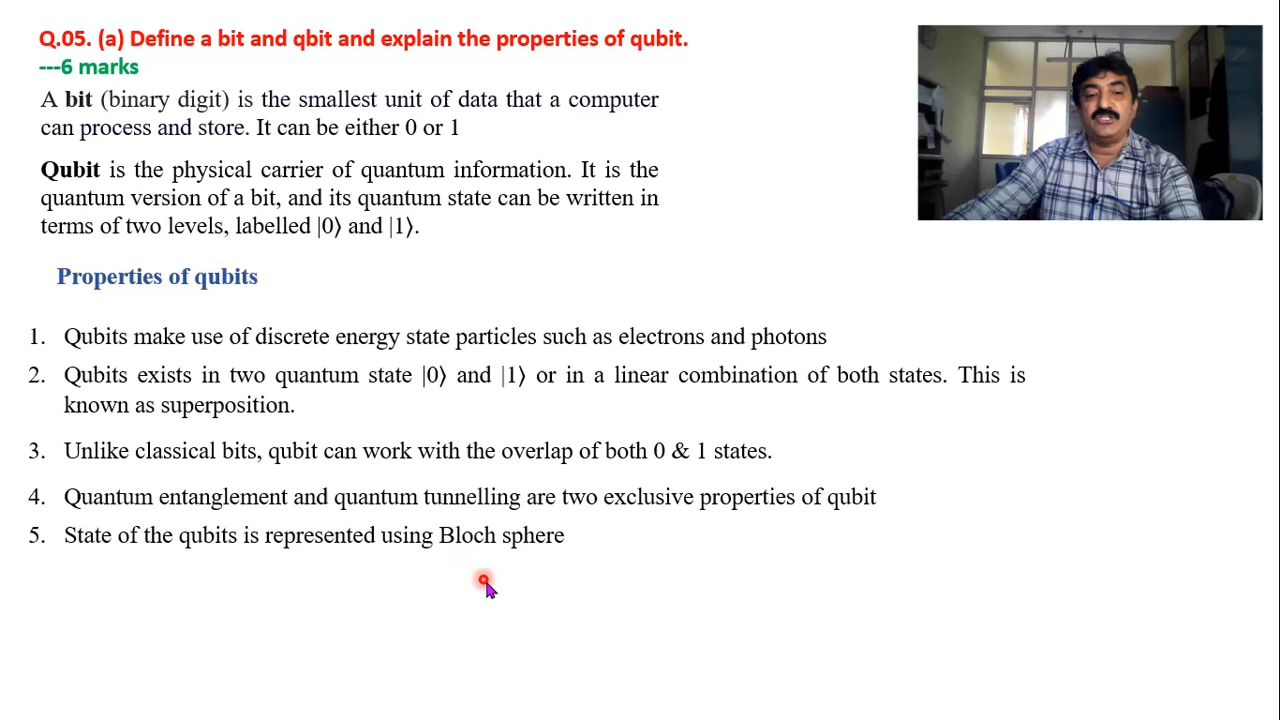 Q.05. (a) Define a bit and qbit and explain the properties of qubit.
---6 marks
A bit (binary digit) is the smallest unit of data that a computer
can process and store. It can be either 0 or 1
Qubit is the physical carrier of quantum information. It is the
quantum version of a bit, and its quantum state can be written in
terms of two levels, labelled |0⟩ and |1⟩.
Properties of qubits
1. Qubits make use of discrete energy state particles such as electrons and photons
2. Qubits exists in two quantum state |0⟩ and |1⟩ or in a linear combination of both states. This is
known as superposition.
3. Unlike classical bits, qubit can work with the overlap of both 0 & 1 states.
4. Quantum entanglement and quantum tunnelling are two exclusive properties of qubit
5. State of the qubits is represented using Bloch sphere